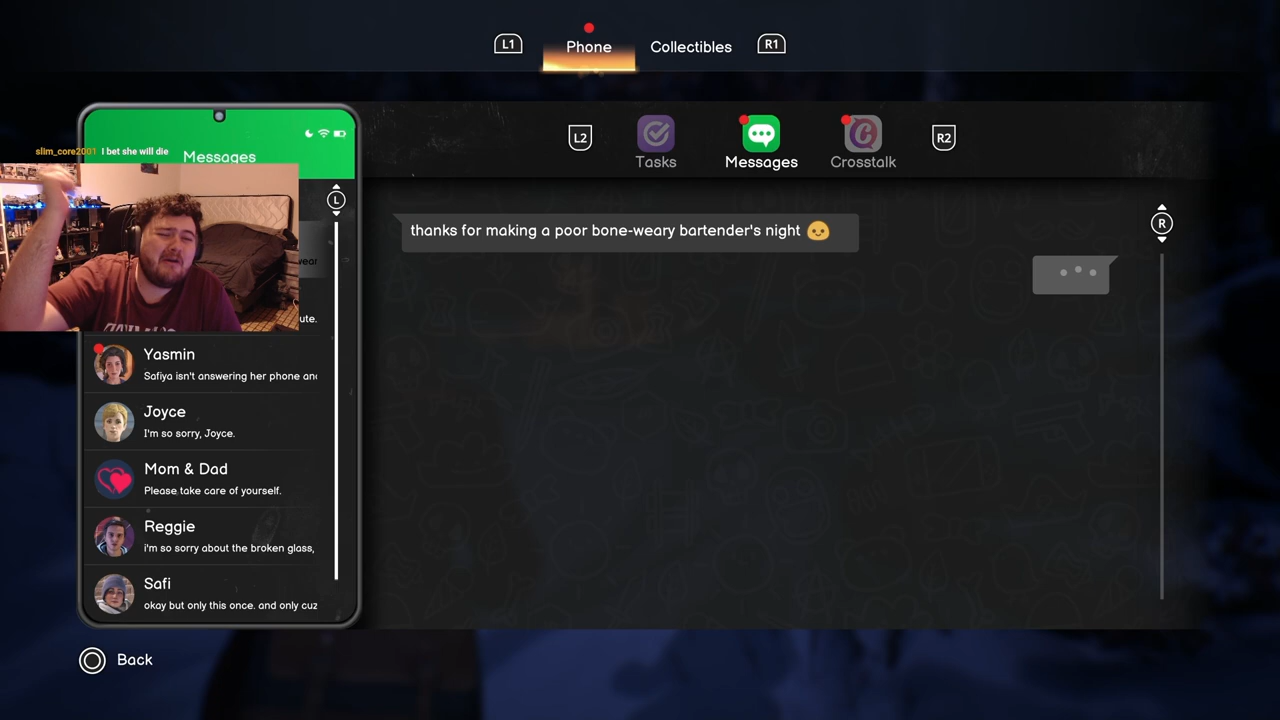 L1
Phone
Collectibles
R1
L2
Tasks
Messages
Crosstalk
R2
slim_core2001 I bet she will die
Messages
L
thanks for making a poor bone-weary bartender's night
R
ute.
Yasmin
Safiya isn't answering her phone and
Joyce
I'm so sorry, Joyce.
Mom & Dad
Please take care of yourself.
Reggie
i'm so sorry about the broken glass,
Safi
okay but only this once. and only cuz
Back